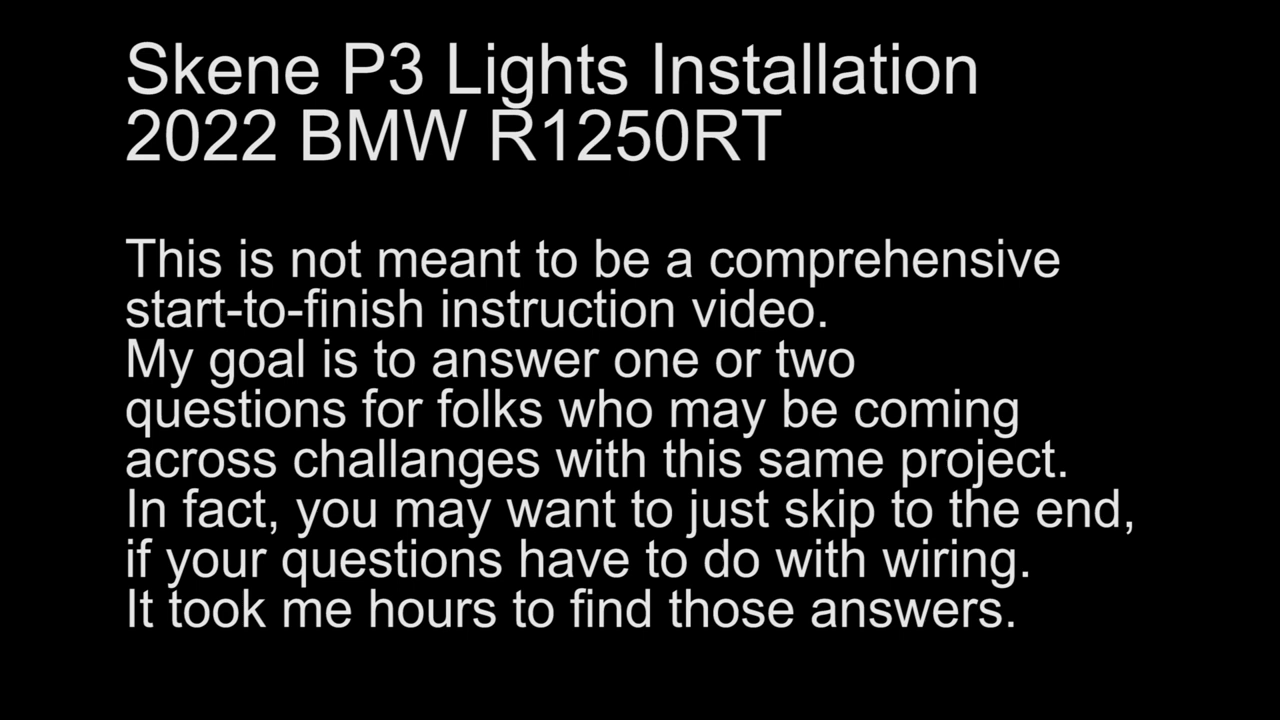 Skene P3 Lights Installation
2022 BMW R1250RT
This is not meant to be a comprehensive
start-to-finish instruction video.
My goal is to answer one or two
questions for folks who may be coming
across challanges with this same project.
In fact, you may want to just skip to the end,
if your questions have to do with wiring.
It took me hours to find those answers.